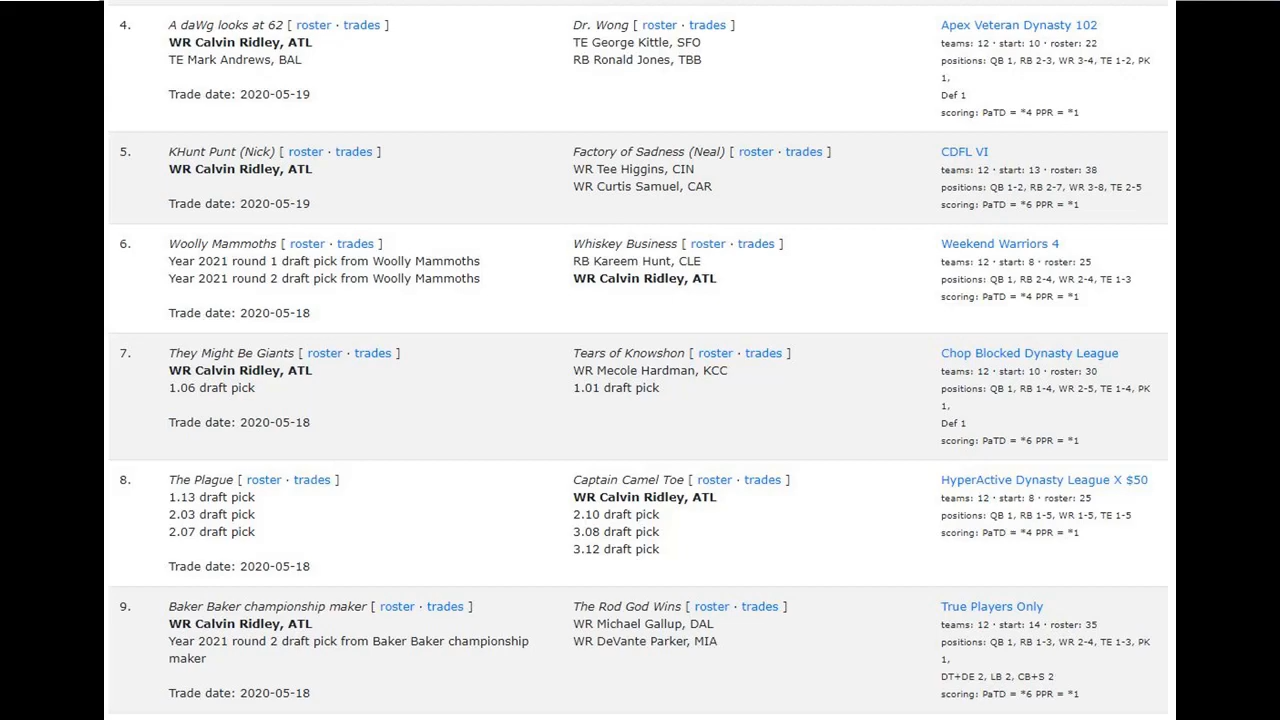 4.
A daWg looks at 62 [ roster · trades ]
WR Calvin Ridley, ATL
TE Mark Andrews, BAL
Trade date: 2020-05-19
Dr. Wong [ roster · trades ]
TE George Kittle, SFO
RB Ronald Jones, TBB
Apex Veteran Dynasty 102
teams: 12 · start: 10 · roster: 22
positions: QB 1, RB 2-3, WR 3-4, TE 1-2, PK
1,
Def 1
scoring: PaTD = *4 PPR = *1
5.
KHunt Punt (Nick) [ roster · trades ]
WR Calvin Ridley, ATL
Trade date: 2020-05-19
Factory of Sadness (Neal) [ roster · trades ]
WR Tee Higgins, CIN
WR Curtis Samuel, CAR
CDFL VI
teams: 12 · start: 13 · roster: 38
positions: QB 1-2, RB 2-7, WR 3-8, TE 2-5
scoring: PaTD = *6 PPR = *1
6.
Woolly Mammoths [ roster · trades ]
Year 2021 round 1 draft pick from Woolly Mammoths
Year 2021 round 2 draft pick from Woolly Mammoths
Trade date: 2020-05-18
Whiskey Business [ roster · trades ]
RB Kareem Hunt, CLE
WR Calvin Ridley, ATL
Weekend Warriors 4
teams: 12 · start: 8 · roster: 25
positions: QB 1, RB 2-4, WR 2-4, TE 1-3
scoring: PaTD = *4 PPR = *1
7.
They Might Be Giants [ roster · trades ]
WR Calvin Ridley, ATL
1.06 draft pick
Trade date: 2020-05-18
Tears of Knowshon [ roster · trades ]
WR Mecole Hardman, KCC
1.01 draft pick
Chop Blocked Dynasty League
teams: 12 · start: 10 · roster: 30
positions: QB 1, RB 1-4, WR 2-5, TE 1-4, PK
1,
Def 1
scoring: PaTD = *6 PPR = *1
8.
The Plague [ roster · trades ]
1.13 draft pick
2.03 draft pick
2.07 draft pick
Trade date: 2020-05-18
Captain Camel Toe [ roster · trades ]
WR Calvin Ridley, ATL
2.10 draft pick
3.08 draft pick
3.12 draft pick
HyperActive Dynasty League X $50
teams: 12 · start: 8 · roster: 25
positions: QB 1, RB 1-5, WR 1-5, TE 1-5
scoring: PaTD = *4 PPR = *1
9.
Baker Baker championship maker [ roster · trades ]
WR Calvin Ridley, ATL
Year 2021 round 2 draft pick from Baker Baker championship
maker
Trade date: 2020-05-18
The Rod God Wins [ roster · trades ]
WR Michael Gallup, DAL
WR DeVante Parker, MIA
True Players Only
teams: 12 · start: 14 · roster: 35
positions: QB 1, RB 1-3, WR 2-4, TE 1-3, PK
1,
DT+DE 2, LB 2, CB+S 2
scoring: PaTD = *6 PPR = *1